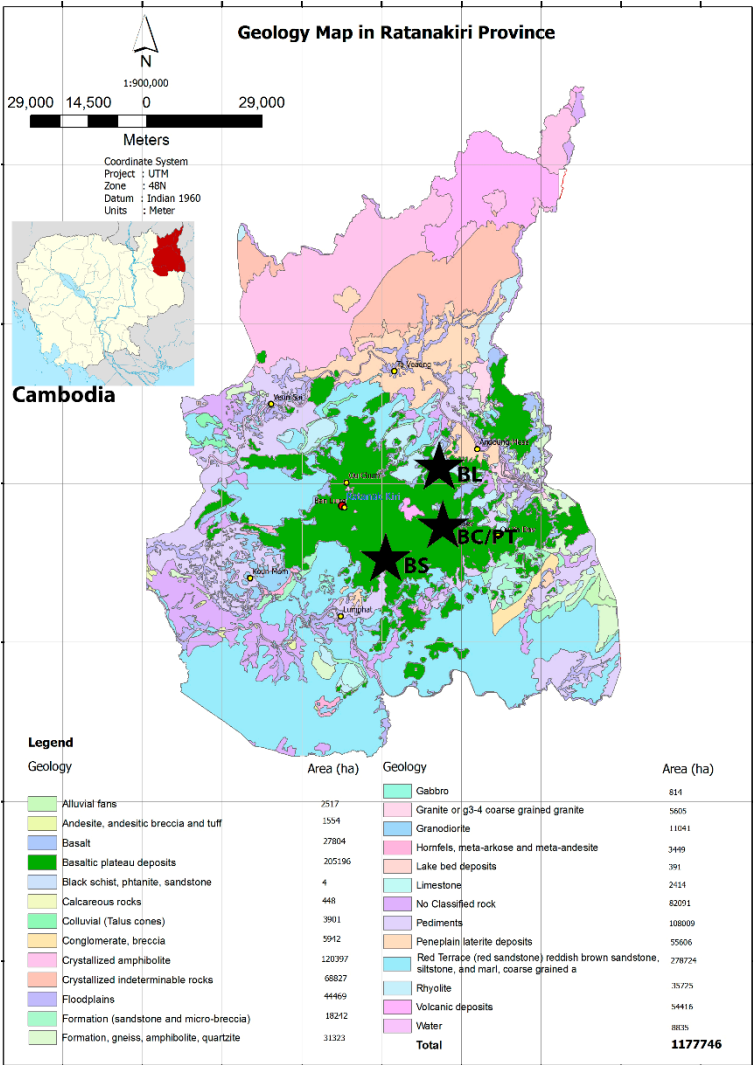 Geology Map in Ratanakiri Province
N
1:900,000
29,000 14,500 0 29,000
Meters
Coordinate System
Project : UTM
Zone : 48N
Datum : Indian 1960
Units : Meter
Cambodia
Veun Sai
Andoung Meas
BL
BC/PT
BS
Koun Mom
Lumphat
Legend
Geology Area (ha)
Alluvial fans 2517
Andesite, andesitic breccia and tuff 1554
Basalt 27804
Basaltic plateau deposits 205196
Black schist, phtanite, sandstone 4
Calcareous rocks 448
Colluvial (Talus cones) 3901
Conglomerate, breccia 5942
Crystallized amphibolite 120397
Crystallized indeterminable rocks 68827
Floodplains 44469
Formation (sandstone and micro-breccia) 18242
Formation, gneiss, amphibolite, quartzite 31323
Geology Area (ha)
Gabbro 814
Granite or g3-4 coarse grained granite 5605
Granodiorite 11041
Hornfels, meta-arkose and meta-andesite 3449
Lake bed deposits 391
Limestone 2414
No Classified rock 82091
Pediments 108009
Peneplain laterite deposits 55606
Red Terrace (red sandstone) reddish brown sandstone,
siltstone, and marl, coarse grained a 278724
Rhyolite 35725
Volcanic deposits 54416
Water 8835
Total 1177746